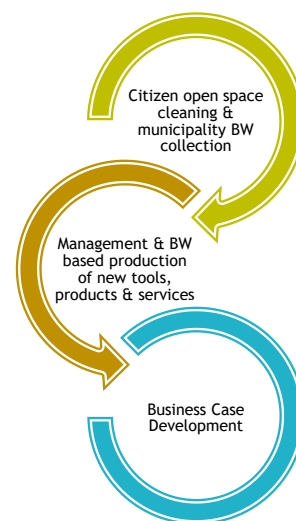 Citizen open space
cleaning &
municipality BW
collection
Management & BW
based production
of new tools,
products & services
Business Case
Development